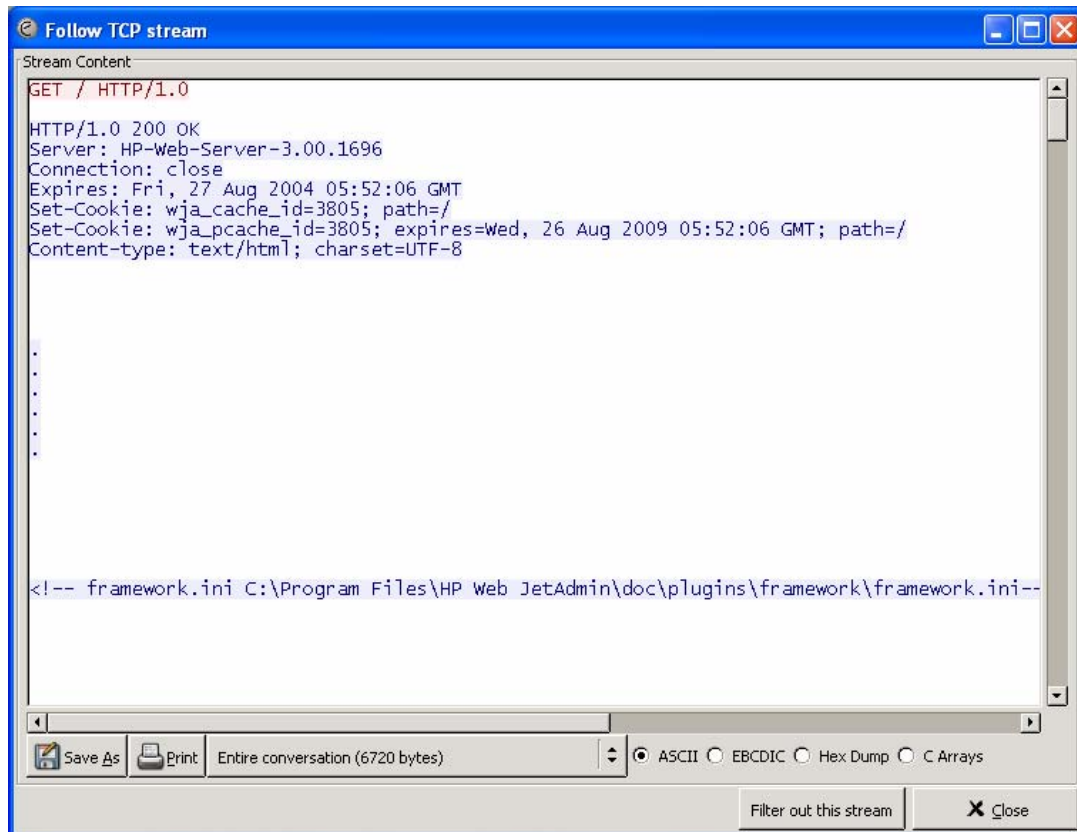 Follow TCP stream
Stream Content
GET / HTTP/1.0
HTTP/1.0 200 OK
Server: HP-Web-Server-3.00.1696
Connection: close
Expires: Fri, 27 Aug 2004 05:52:06 GMT
Set-Cookie: wja_cache_id=3805; path=/
Set-Cookie: wja_pcache_id=3805; expires=Wed, 26 Aug 2009 05:52:06 GMT; path=/
Content-type: text/html; charset=UTF-8
.
.
.
.
.
.
<!-- framework.ini C:\Program Files\HP Web JetAdmin\doc\plugins\framework\framework.ini--
Save As Print Entire conversation (6720 bytes) ASCII EBCDIC Hex Dump C Arrays
Filter out this stream Close